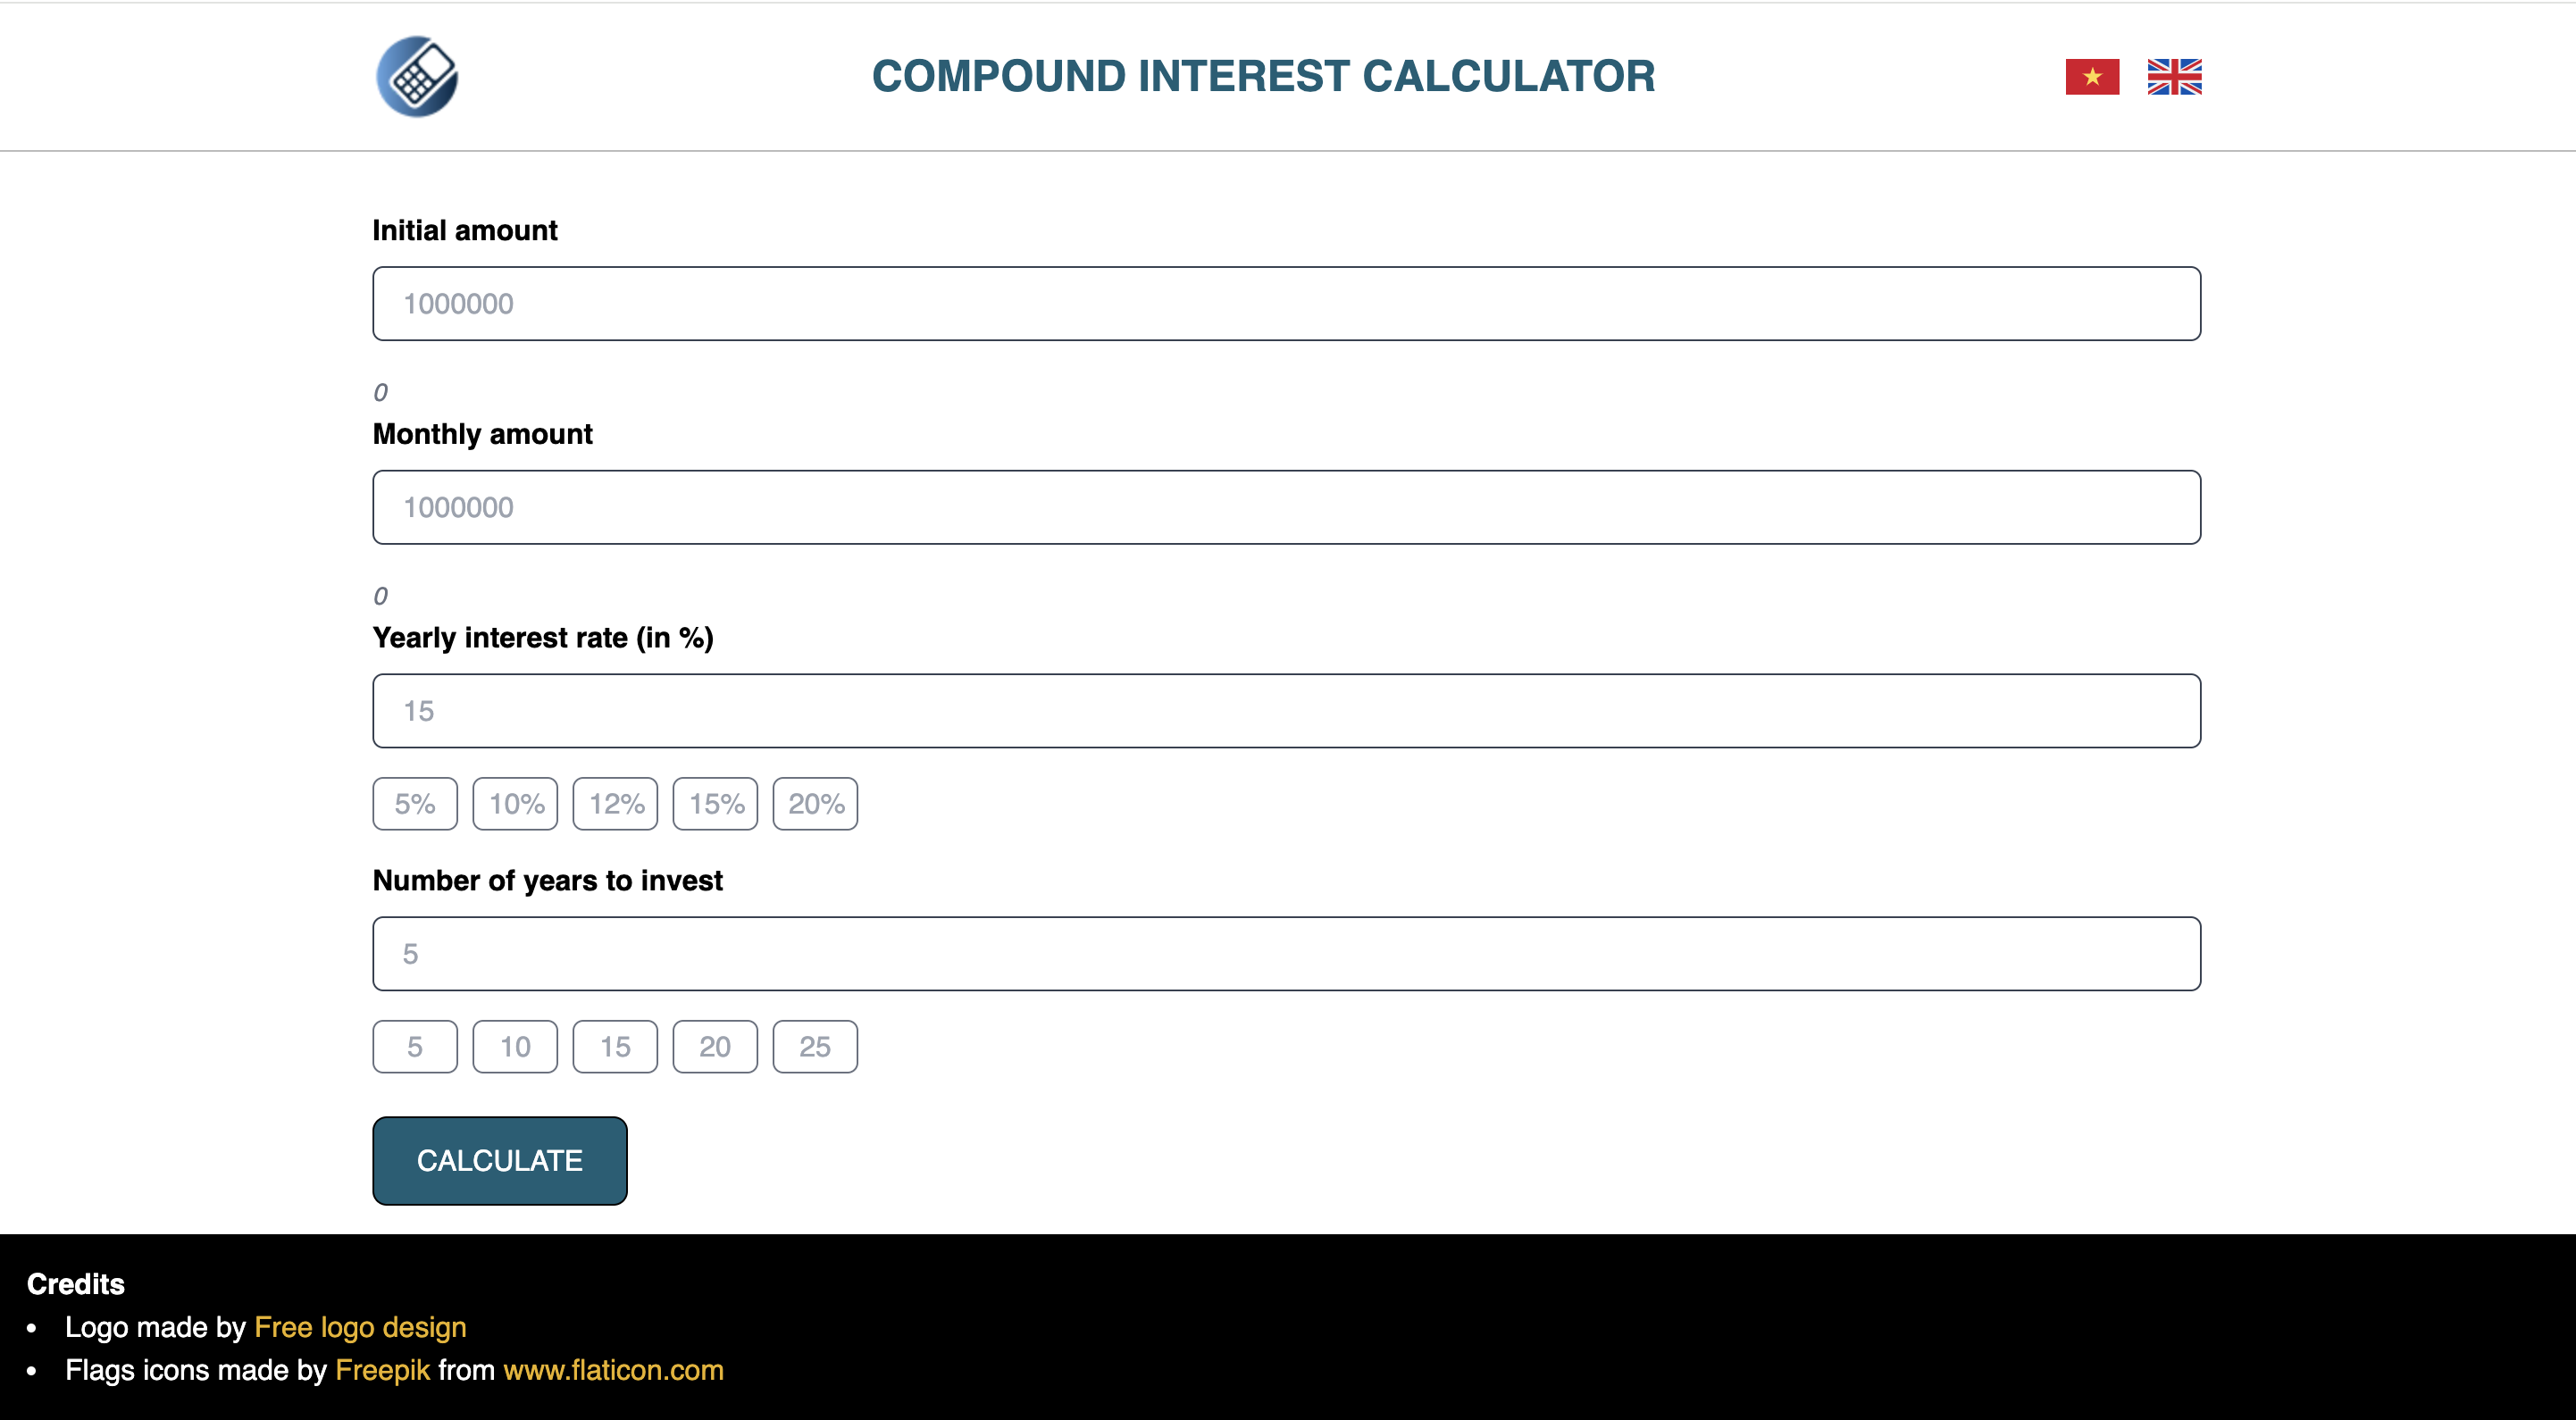 COMPOUND INTEREST CALCULATOR
Initial amount
1000000
0
Monthly amount
1000000
0
Yearly interest rate (in %)
15
5% 10% 12% 15% 20%
Number of years to invest
5
5 10 15 20 25
CALCULATE
Credits
• Logo made by Free logo design
• Flags icons made by Freepik from www.flaticon.com